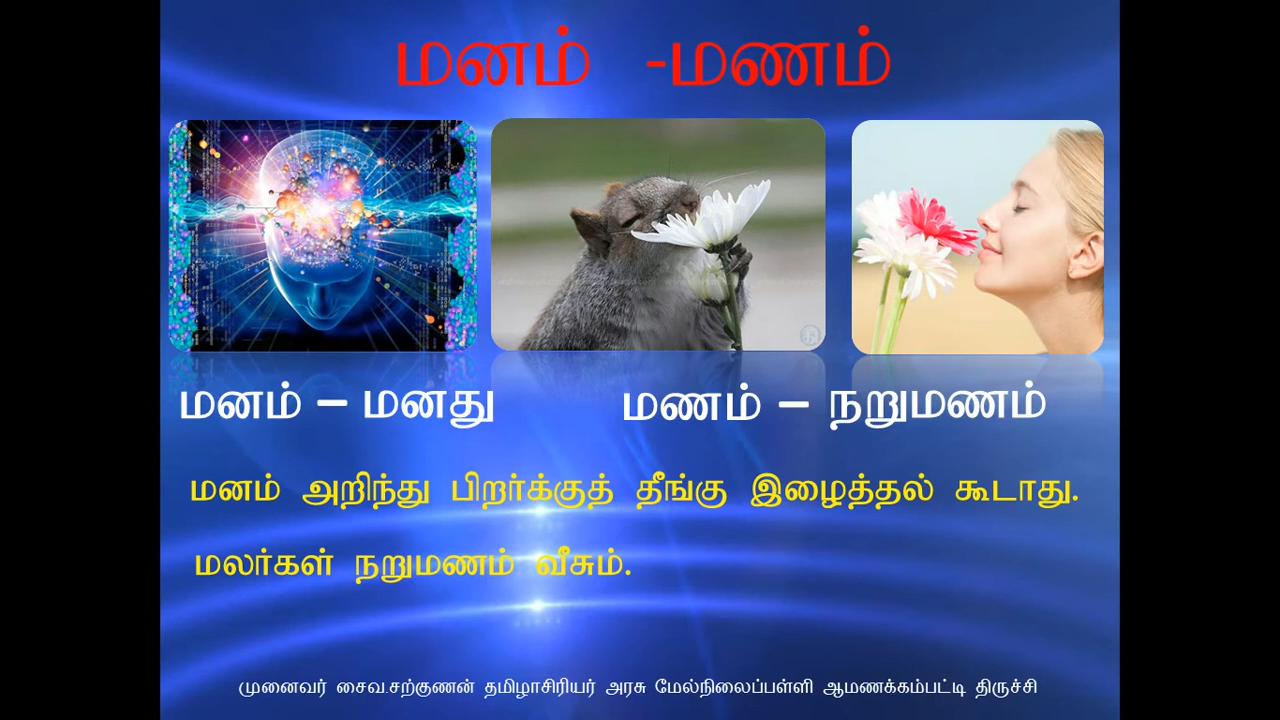 மனம் -மணம்
மனம் – மனது மணம் – நறுமணம்
மனம் அறிந்து பிறர்க்குத் தீங்கு இழைத்தல் கூடாது.
மலர்கள் நறுமணம் வீசும்.
முனைவர் சைவ.சற்குணன் தமிழாசிரியர் அரசு மேல்நிலைப்பள்ளி ஆமணக்கம்பட்டி திருச்சி